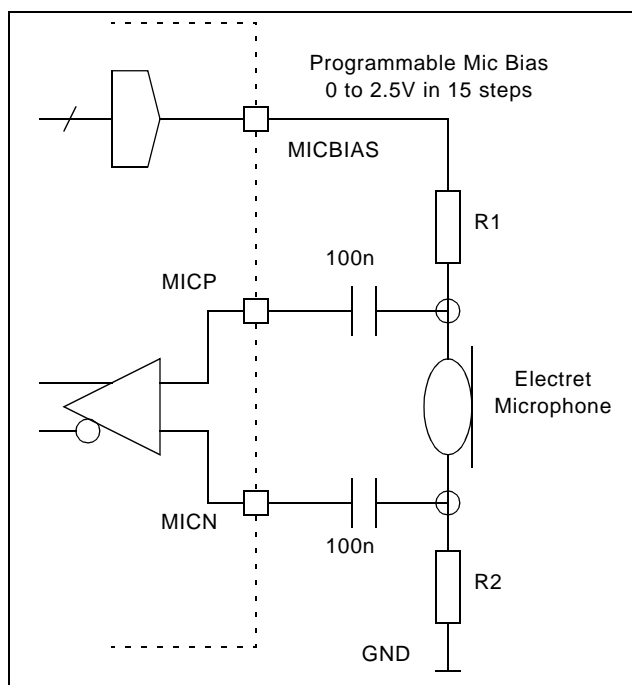 Programmable Mic Bias
0 to 2.5V in 15 steps
MICBIAS
R1
100n
MICP
Electret
Microphone
MICN
100n
R2
GND